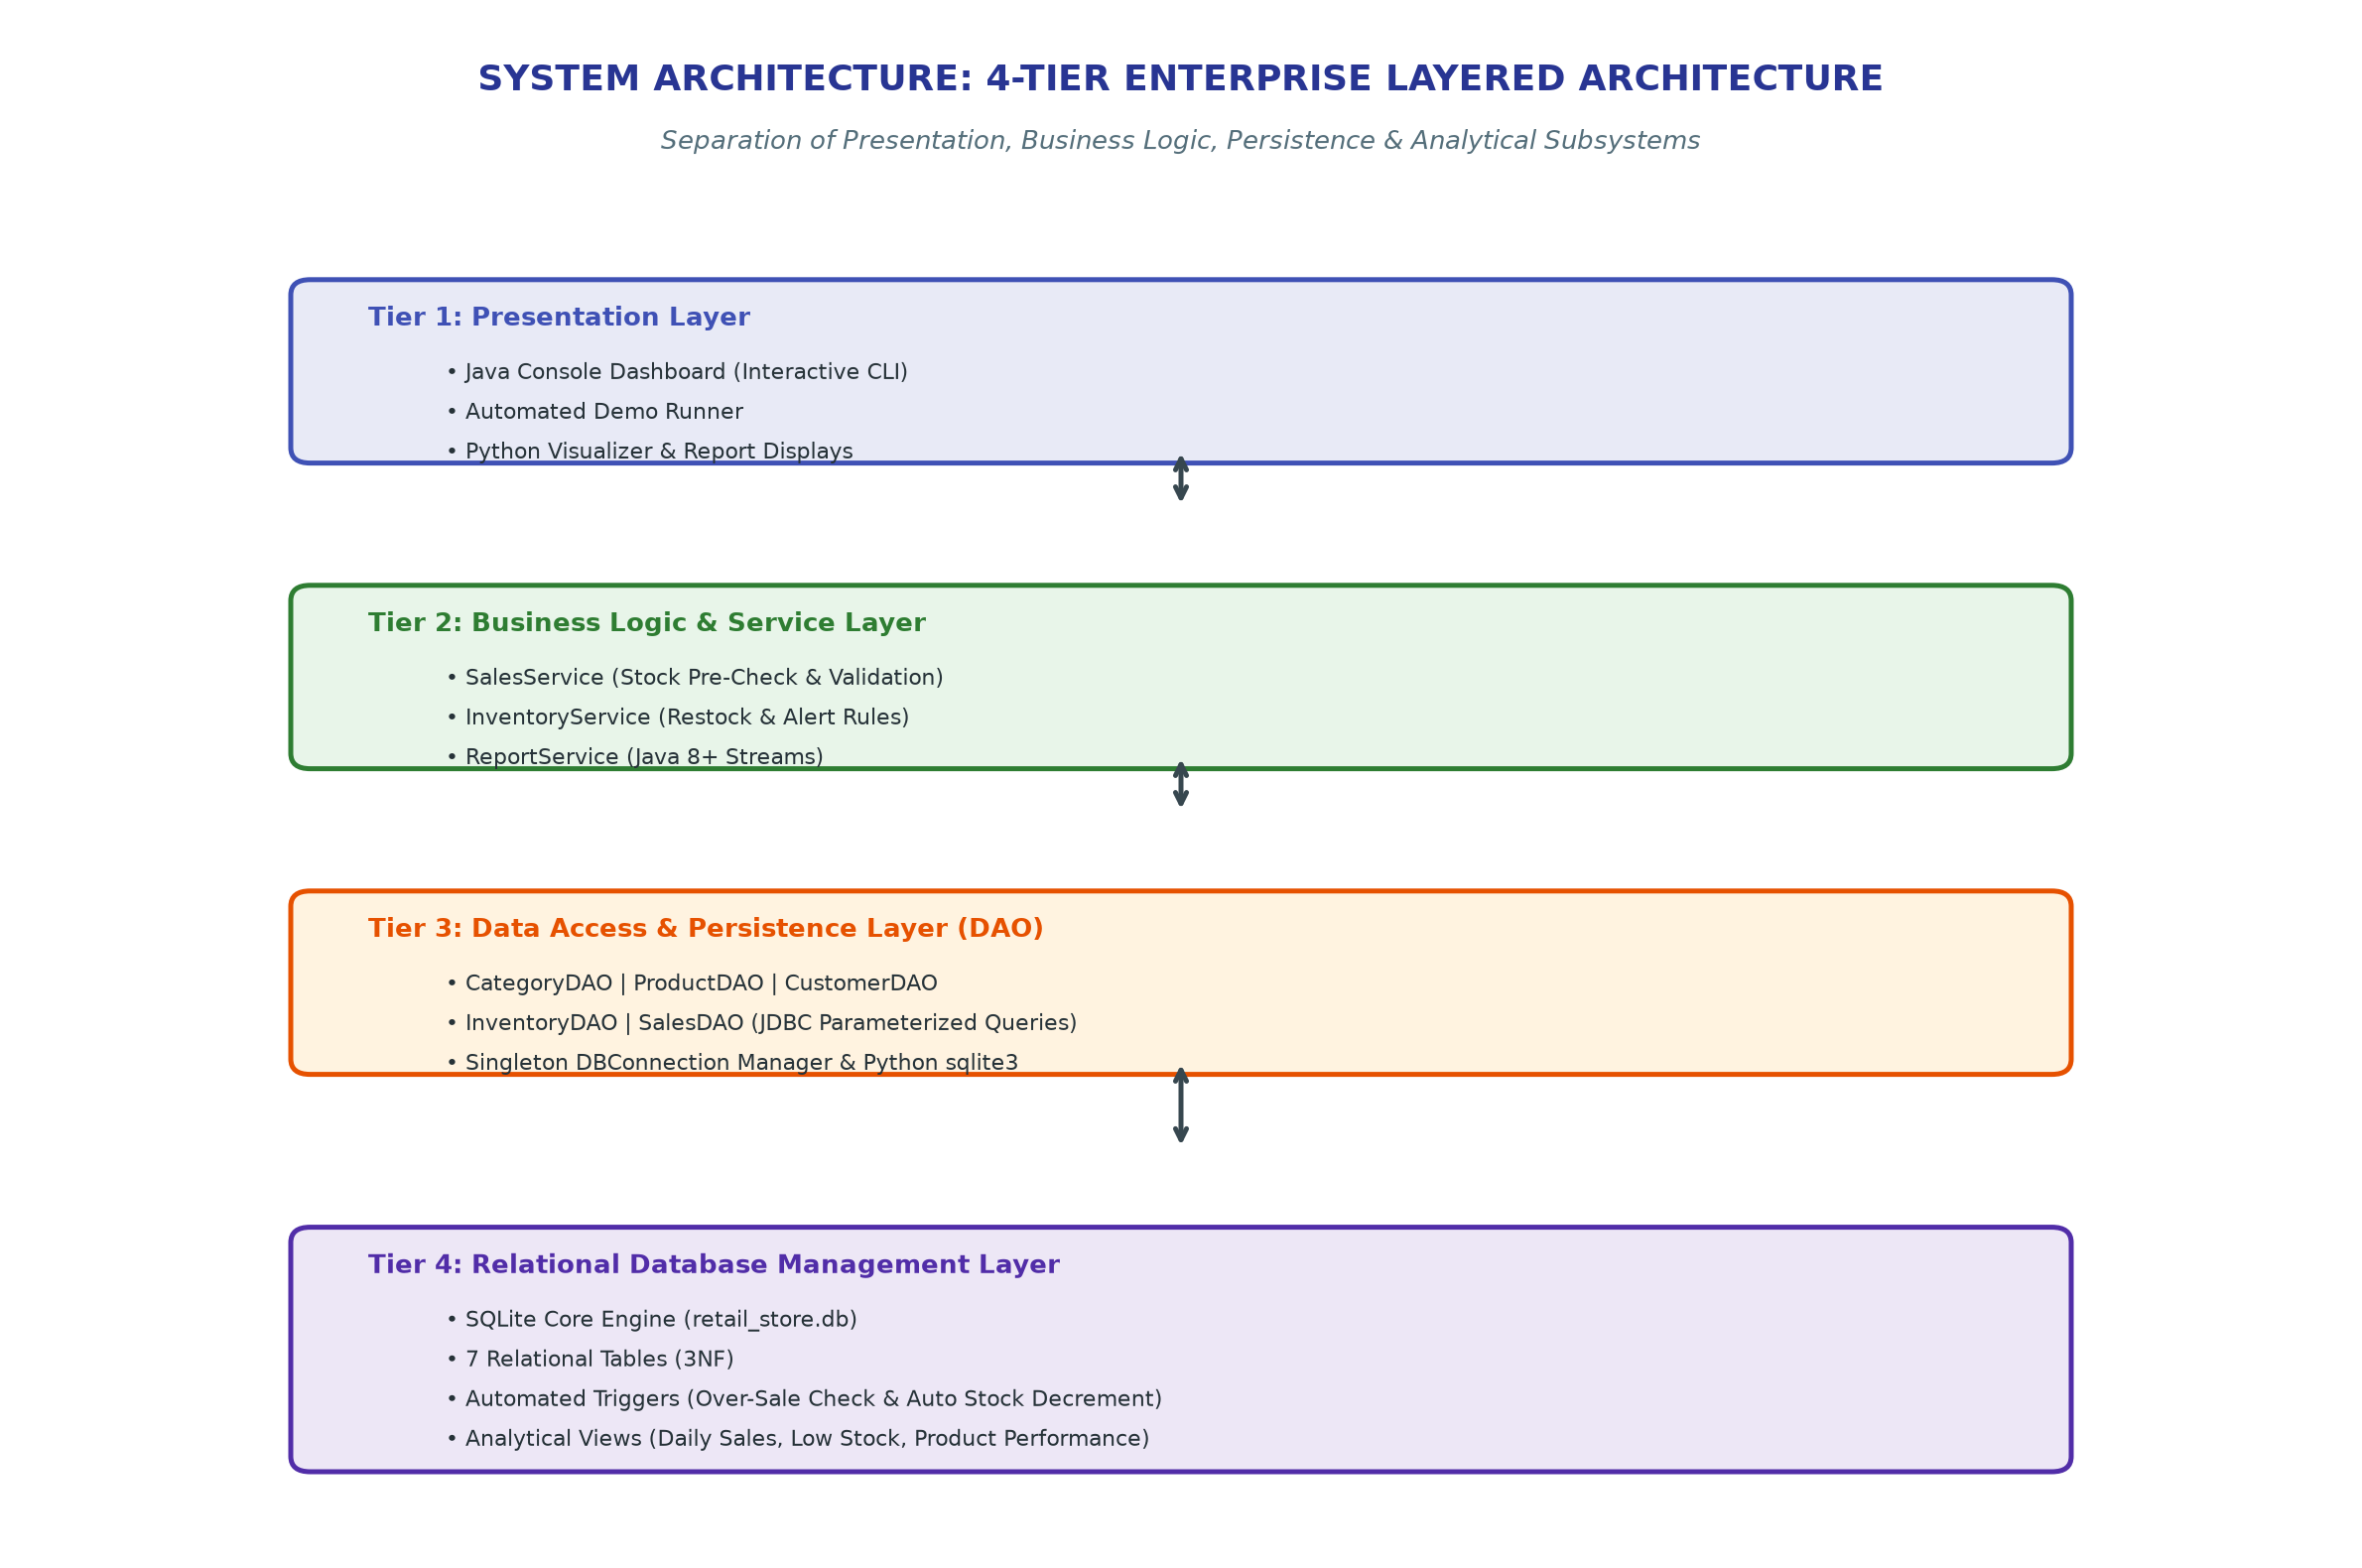 SYSTEM ARCHITECTURE: 4-TIER ENTERPRISE LAYERED ARCHITECTURE
Separation of Presentation, Business Logic, Persistence & Analytical Subsystems
Tier 1: Presentation Layer
• Java Console Dashboard (Interactive CLI)
• Automated Demo Runner
• Python Visualizer & Report Displays
Tier 2: Business Logic & Service Layer
• SalesService (Stock Pre-Check & Validation)
• InventoryService (Restock & Alert Rules)
• ReportService (Java 8+ Streams)
Tier 3: Data Access & Persistence Layer (DAO)
• CategoryDAO | ProductDAO | CustomerDAO
• InventoryDAO | SalesDAO (JDBC Parameterized Queries)
• Singleton DBConnection Manager & Python sqlite3
Tier 4: Relational Database Management Layer
• SQLite Core Engine (retail_store.db)
• 7 Relational Tables (3NF)
• Automated Triggers (Over-Sale Check & Auto Stock Decrement)
• Analytical Views (Daily Sales, Low Stock, Product Performance)